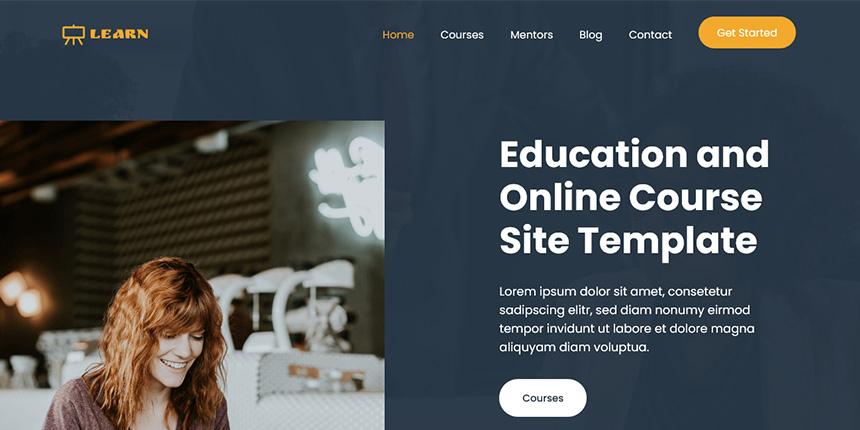 LEARN
Home Courses Mentors Blog Contact Get Started
Education and
Online Course
Site Template
Lorem ipsum dolor sit amet, consetetur
sadipscing elitr, sed diam nonumy eirmod
tempor invidunt ut labore et dolore magna
aliquyam diam voluptua.
Courses